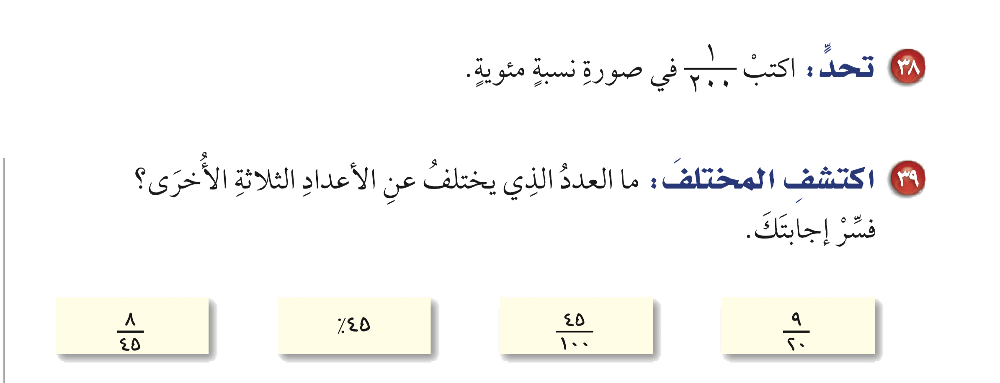 ٣٨ تحدٍّ: اكتبْ ١/٢٠٠ في صورةِ نسبةٍ مئويةٍ.
٣٩ اكتشفِ المختلفَ: ما العددُ الذِي يختلفُ عنِ الأعدادِ الثلاثةِ الأُخرَى؟
فسِّرْ إجابتَكَ.
٩/٢٠ ٤٥/١٠٠ ٤٥٪ ٨/٤٥